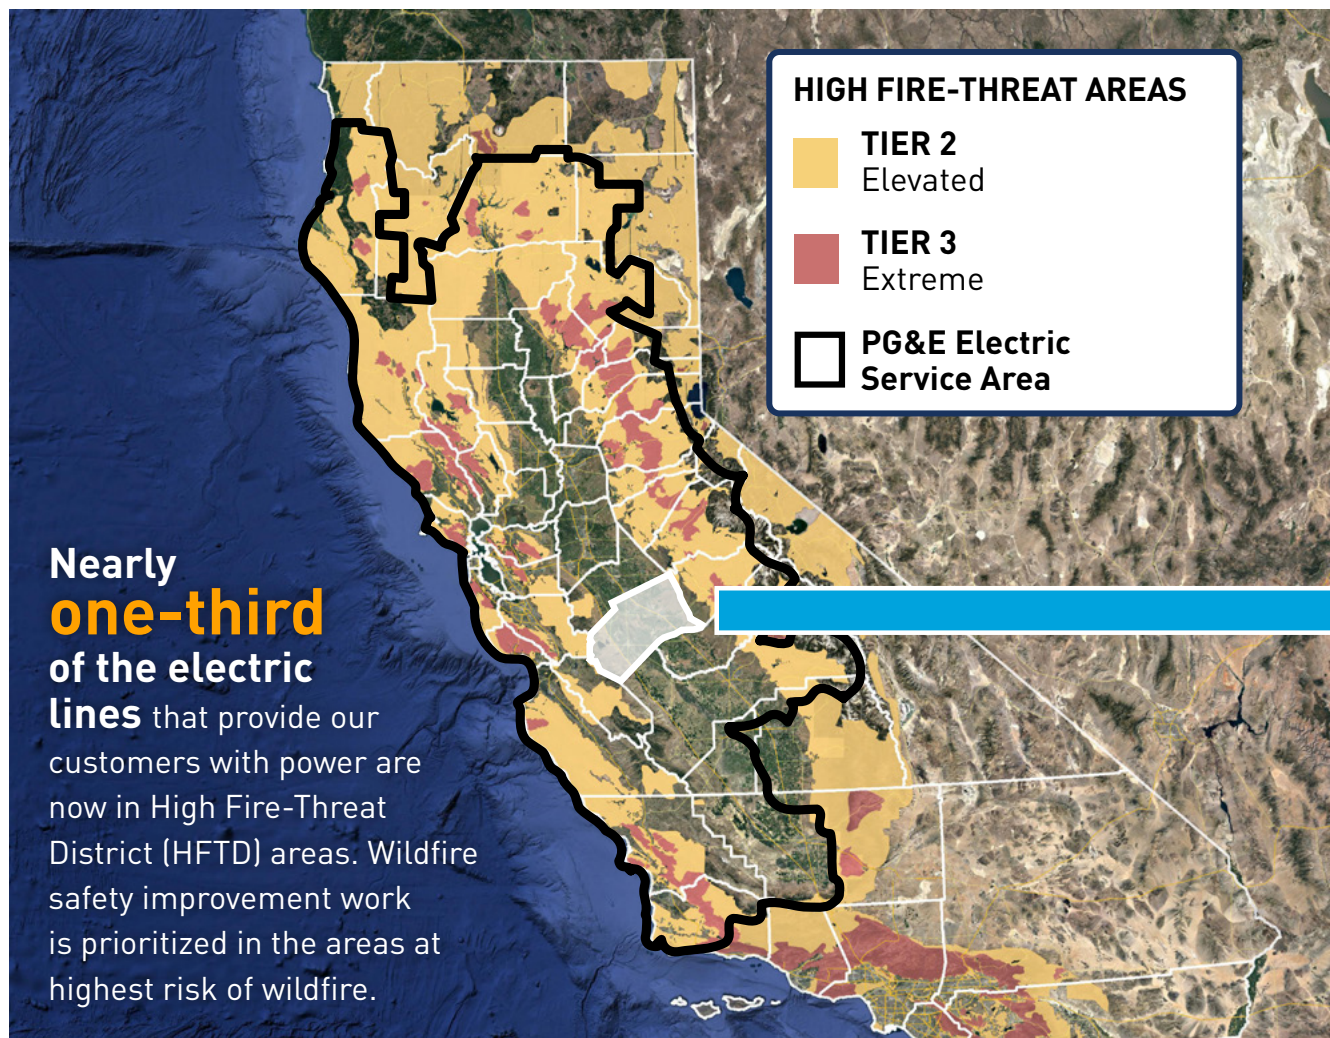 HIGH FIRE-THREAT AREAS
TIER 2
Elevated
TIER 3
Extreme
PG&E Electric
Service Area
Nearly
one-third
of the electric
lines that provide our
customers with power are
now in High Fire-Threat
District (HFTD) areas. Wildfire
safety improvement work
is prioritized in the areas at
highest risk of wildfire.